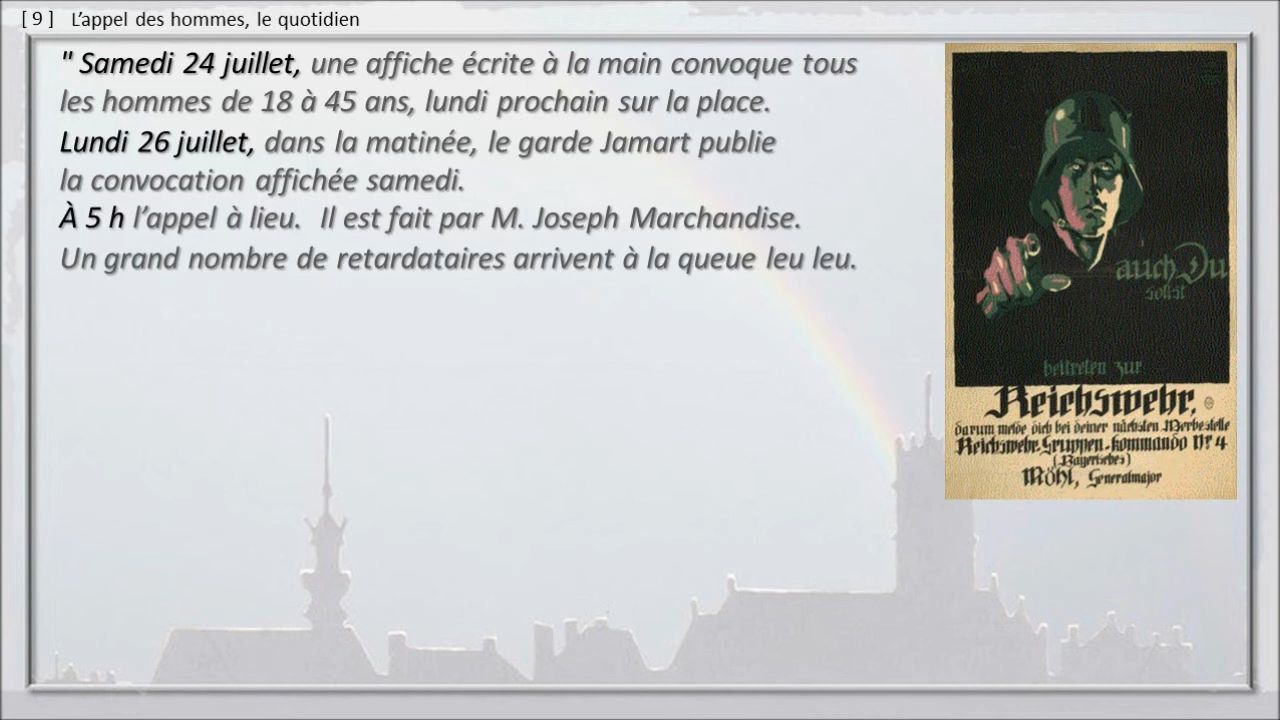 [ 9 ] L'appel des hommes, le quotidien
" Samedi 24 juillet, une affiche écrite à la main convoque tous
les hommes de 18 à 45 ans, lundi prochain sur la place.
Lundi 26 juillet, dans la matinée, le garde Jamart publie
la convocation affichée samedi.
À 5 h l'appel à lieu. Il est fait par M. Joseph Marchandise.
Un grand nombre de retardataires arrivent à la queue leu leu.
auch Du
sollst
beitreten zur
Reichswehr,
darum melde dich bei deiner nächsten Werbestelle
Reichswehr-Gruppen-Kommando Nr 4
(Bayerisches)
Möhl, Generalmajor